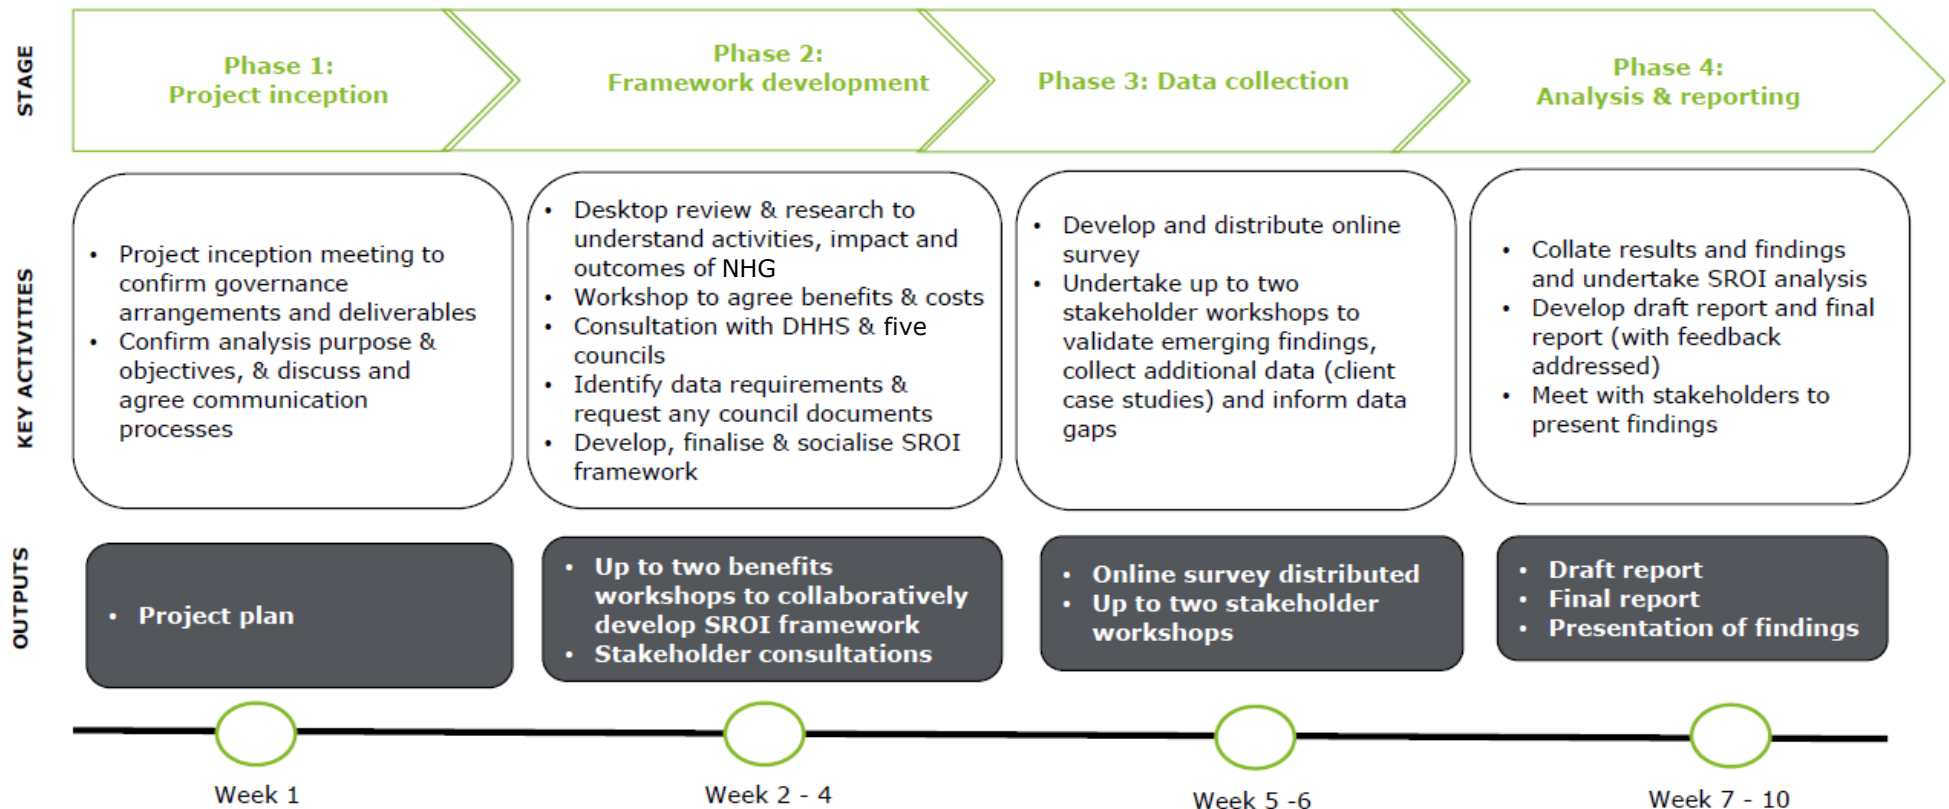 STAGE
Phase 1:
Project inception
Phase 2:
Framework development
Phase 3: Data collection
Phase 4:
Analysis & reporting
KEY ACTIVITIES
• Project inception meeting to
confirm governance
arrangements and deliverables
• Confirm analysis purpose &
objectives, & discuss and
agree communication
processes
• Desktop review & research to
understand activities, impact and
outcomes of NHG
• Workshop to agree benefits & costs
• Consultation with DHHS & five
councils
• Identify data requirements &
request any council documents
• Develop, finalise & socialise SROI
framework
• Develop and distribute online
survey
• Undertake up to two
stakeholder workshops to
validate emerging findings,
collect additional data (client
case studies) and inform data
gaps
• Collate results and findings
and undertake SROI analysis
• Develop draft report and final
report (with feedback
addressed)
• Meet with stakeholders to
present findings
OUTPUTS
• Project plan
• Up to two benefits
workshops to collaboratively
develop SROI framework
• Stakeholder consultations
• Online survey distributed
• Up to two stakeholder
workshops
• Draft report
• Final report
• Presentation of findings
Week 1
Week 2 - 4
Week 5 -6
Week 7 - 10